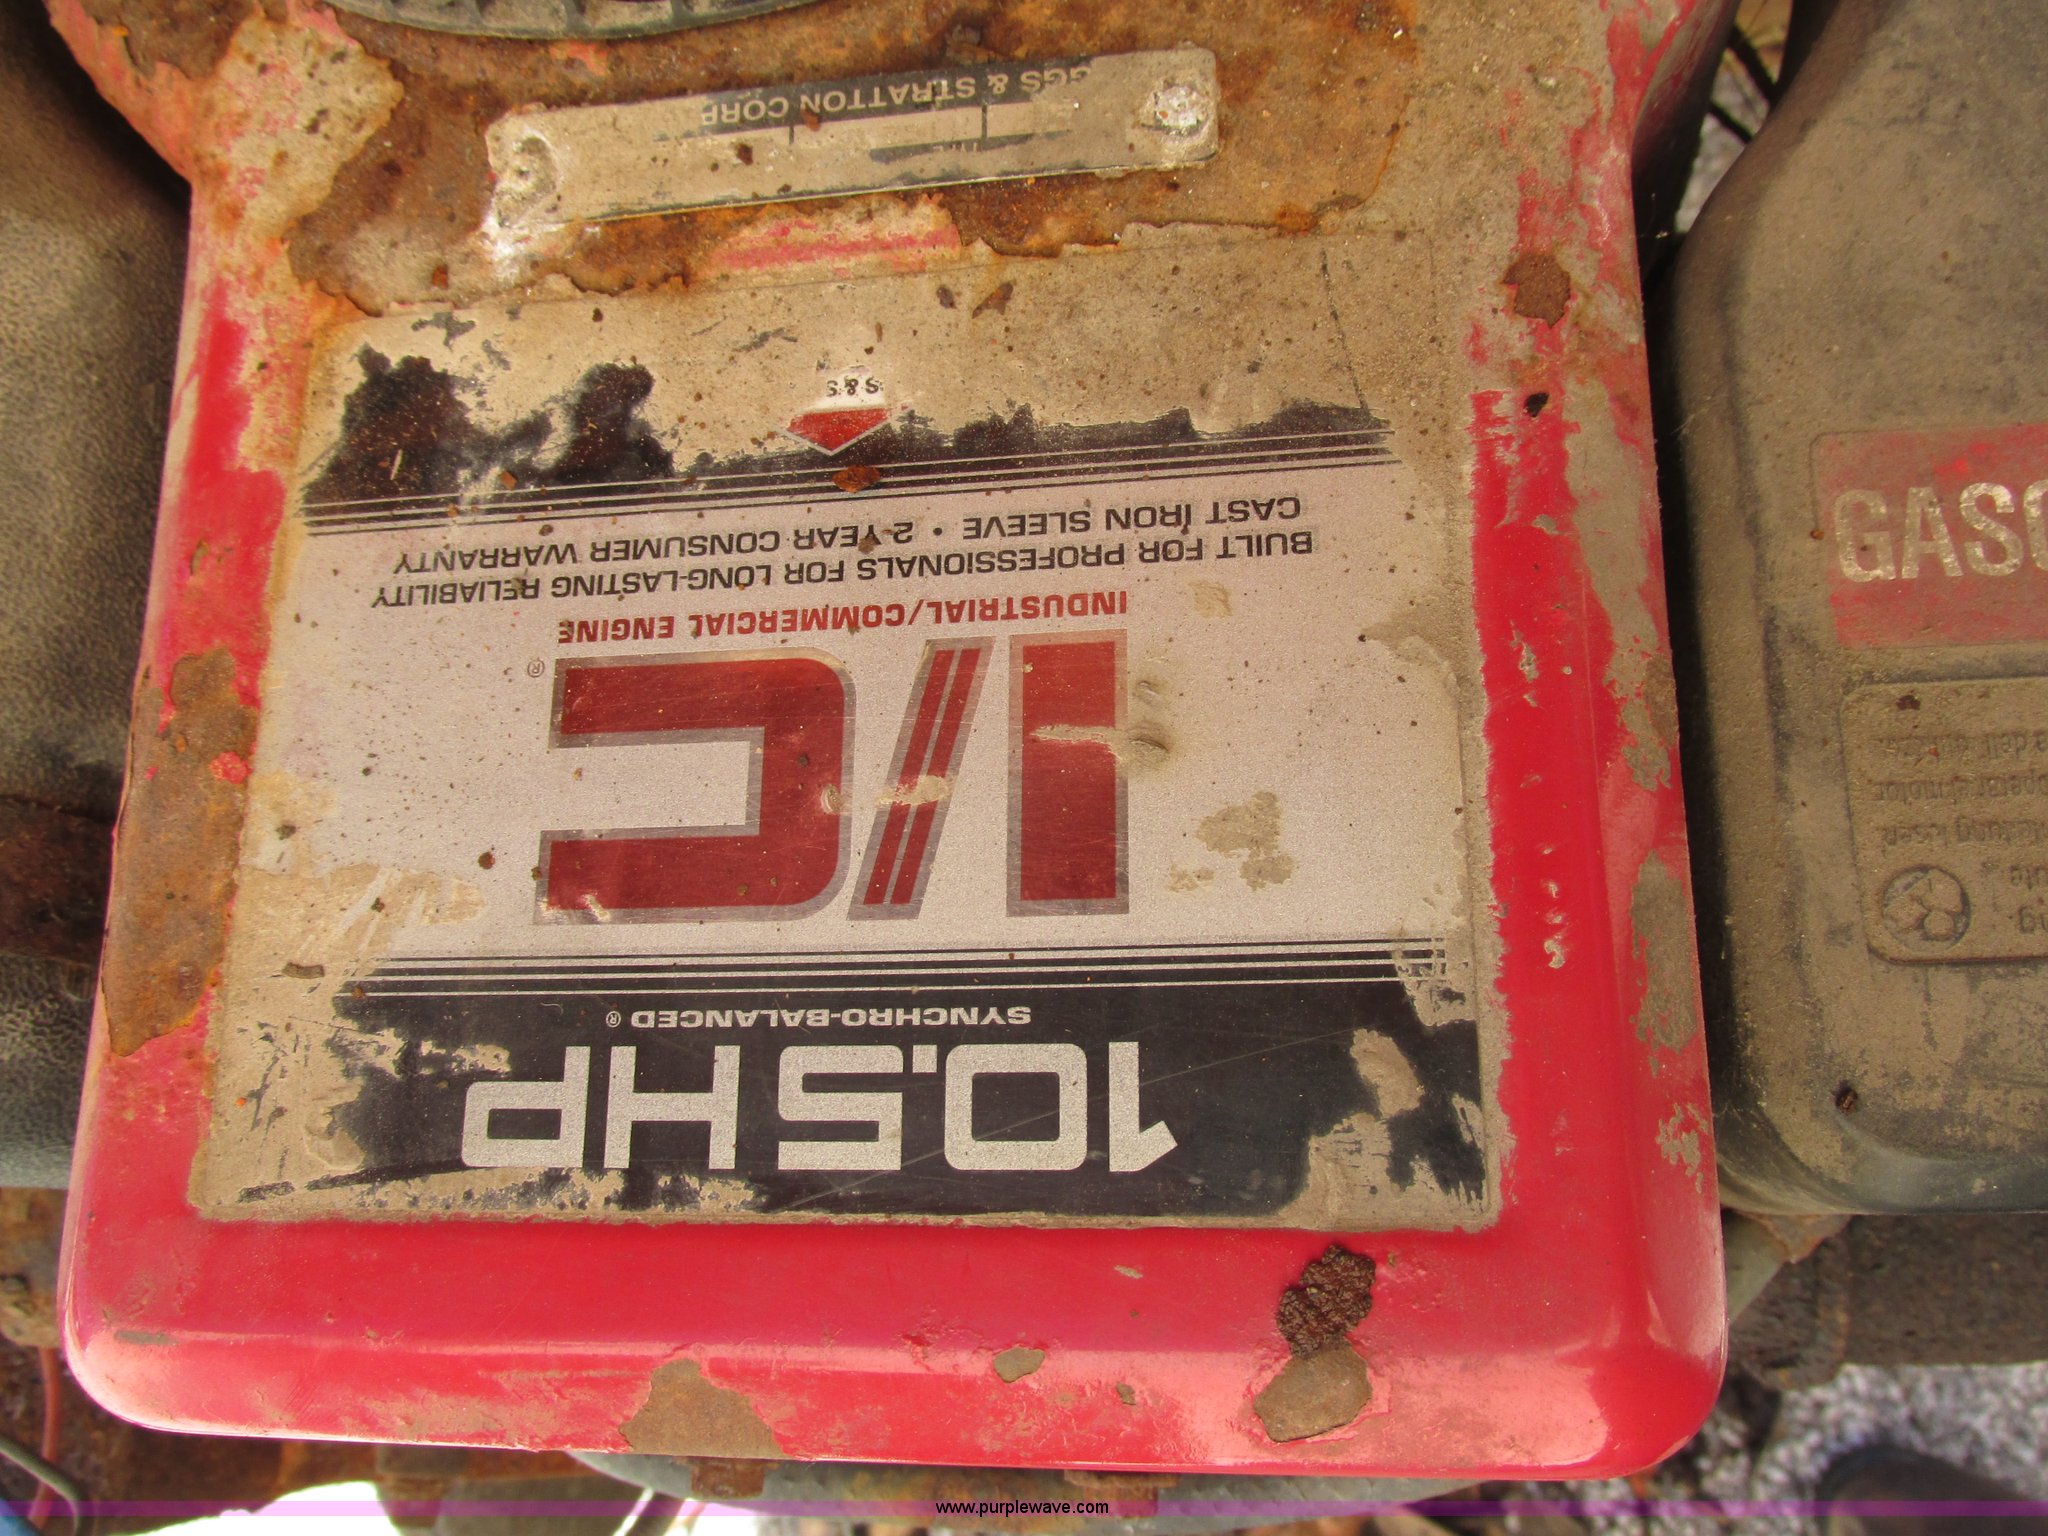 10.5 HP
SYNCHRO-BALANCED ®
I/C ®
INDUSTRIAL/COMMERCIAL ENGINE
BUILT FOR PROFESSIONALS FOR LONG-LASTING RELIABILITY
CAST IRON SLEEVE • 2 YEAR CONSUMER WARRANTY
S & S
GGS & STRATTON CORP
GASO
www.purplewave.com